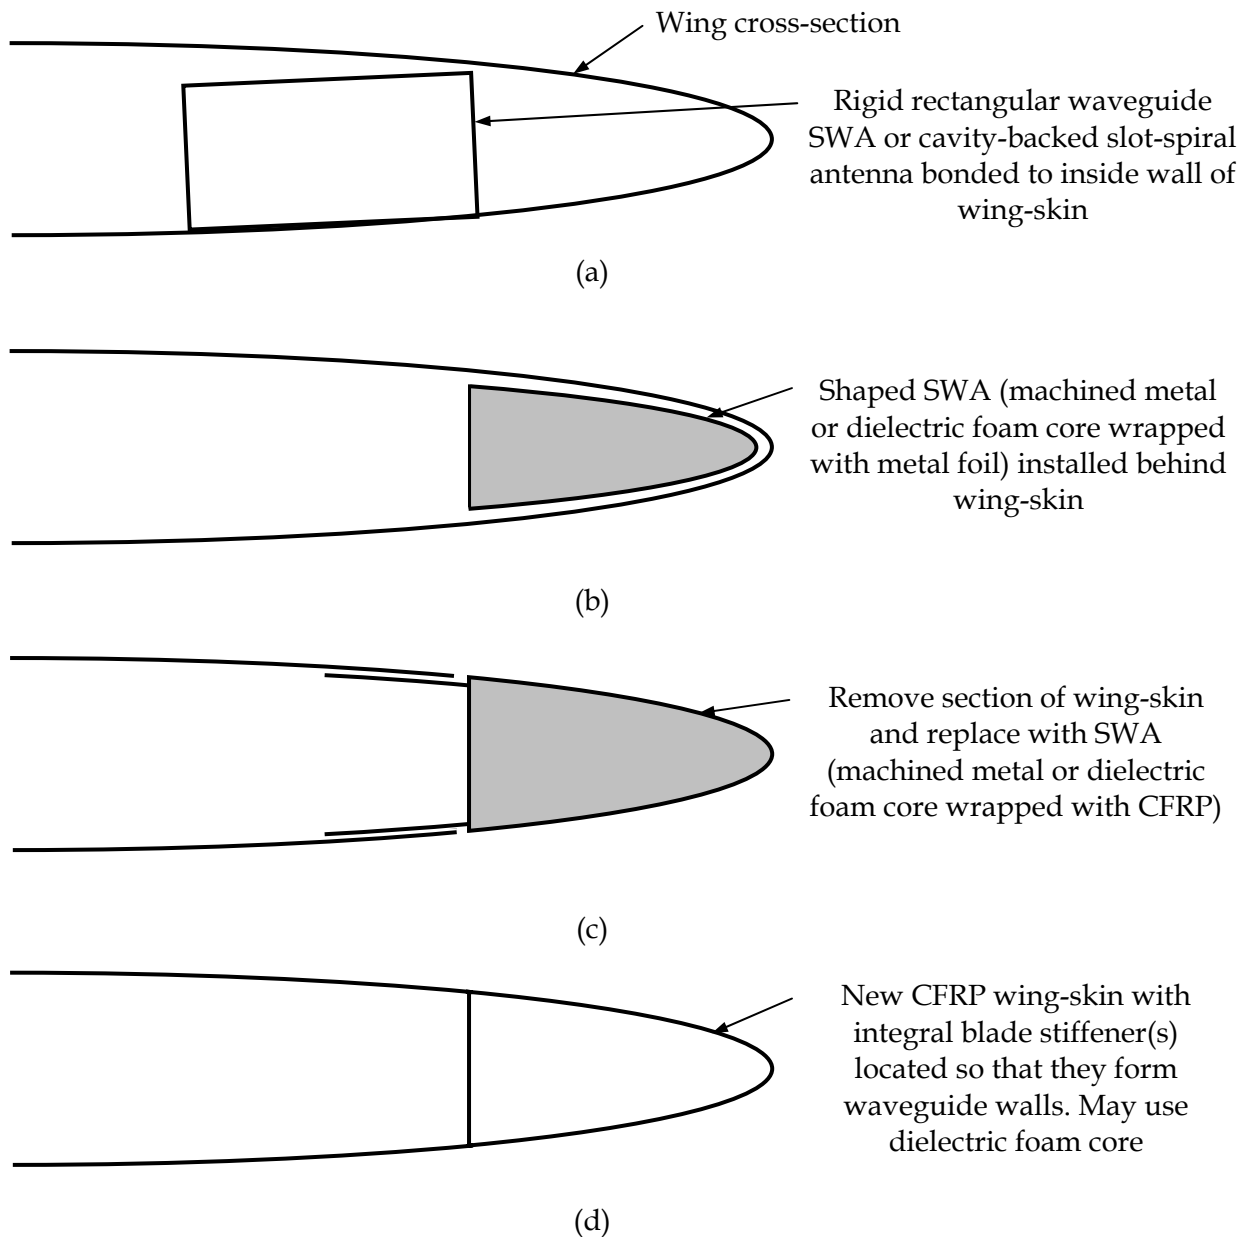 Wing cross-section
Rigid rectangular waveguide
SWA or cavity-backed slot-spiral
antenna bonded to inside wall of
wing-skin
(a)
Shaped SWA (machined metal
or dielectric foam core wrapped
with metal foil) installed behind
wing-skin
(b)
Remove section of wing-skin
and replace with SWA
(machined metal or dielectric
foam core wrapped with CFRP)
(c)
New CFRP wing-skin with
integral blade stiffener(s)
located so that they form
waveguide walls. May use
dielectric foam core
(d)